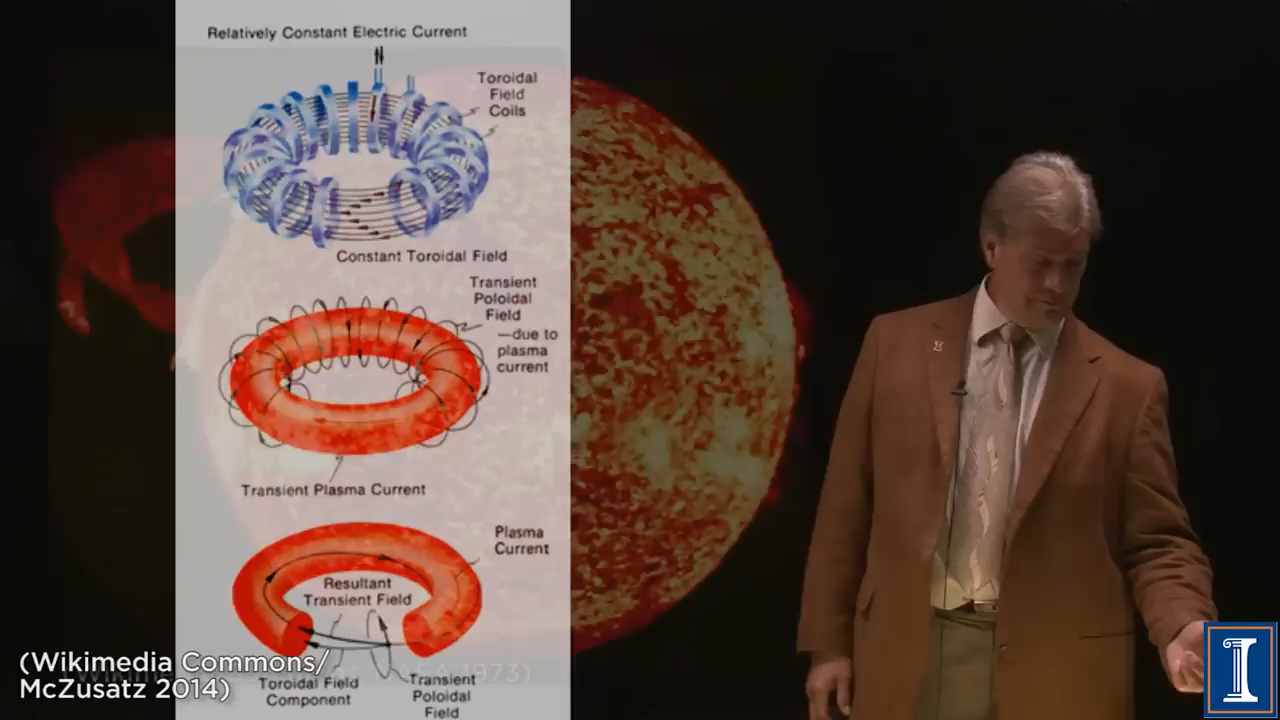 Relatively Constant Electric Current
Toroidal
Field
Coils
Constant Toroidal Field
Transient
Poloidal
Field
—due to
plasma
current
Transient Plasma Current
Plasma
Current
Resultant
Transient Field
(Wikimedia Commons/
McZusatz 2014)
1973)
Toroidal Field
Component
Transient
Poloidal
Field
I